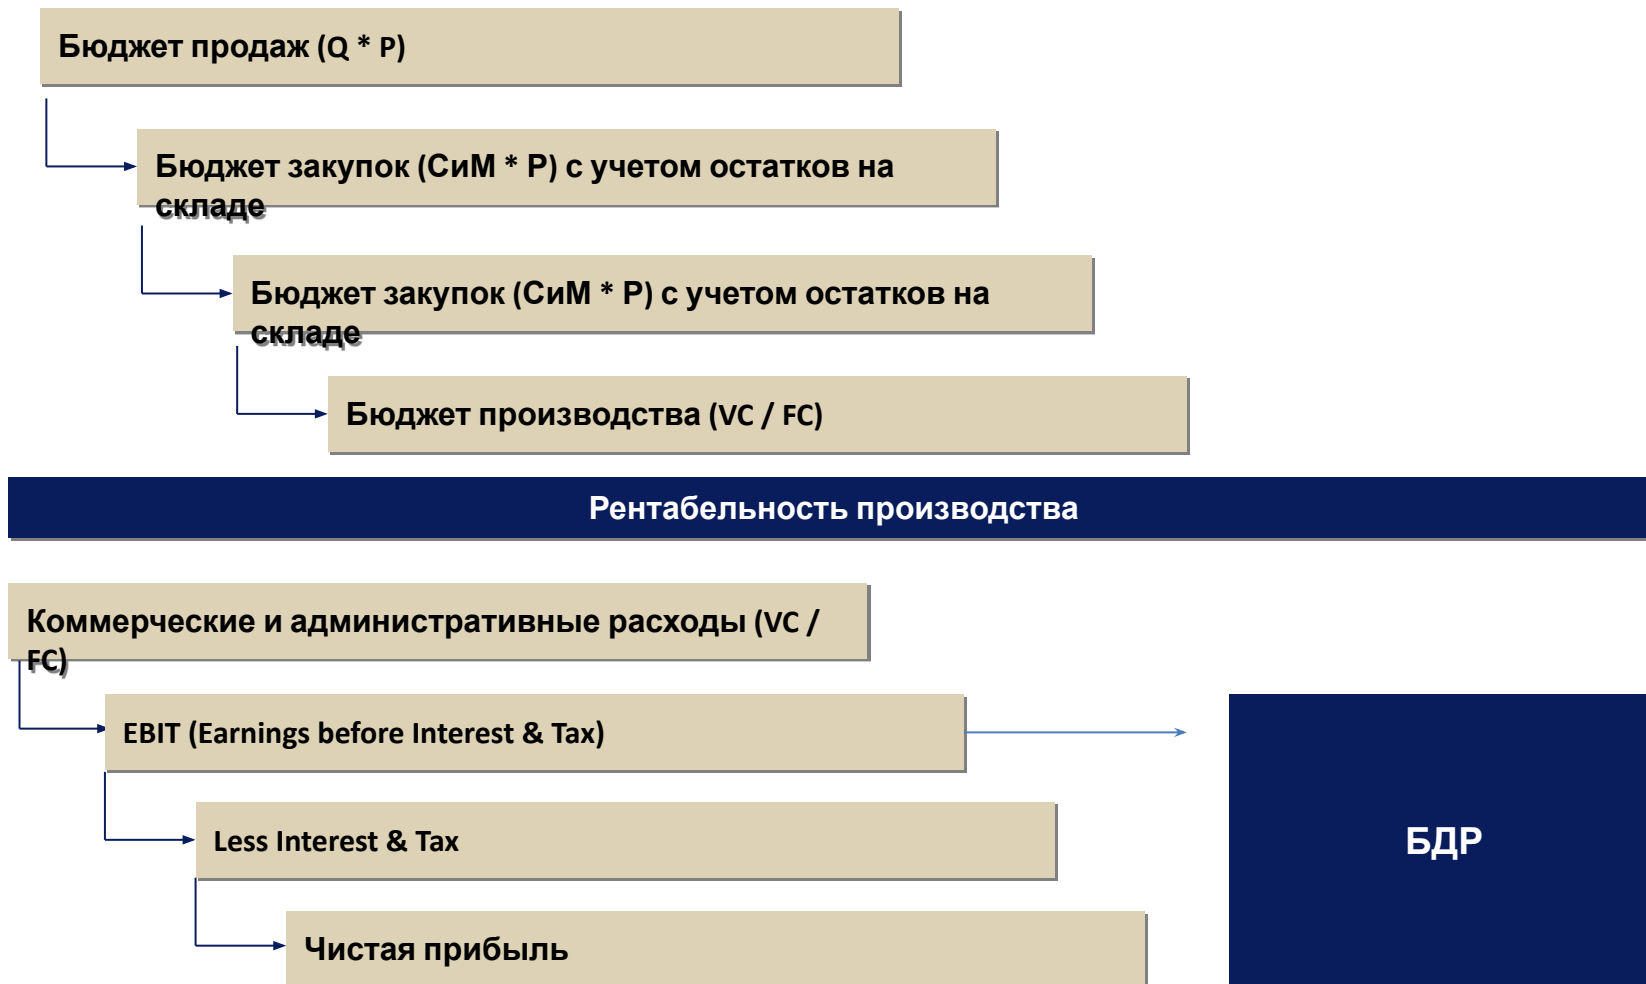 Бюджет продаж (Q * P)
Бюджет закупок (СиМ * Р) с учетом остатков на
складе
Бюджет закупок (СиМ * Р) с учетом остатков на
складе
Бюджет производства (VC / FC)
Рентабельность производства
Коммерческие и административные расходы (VC /
FC)
EBIT (Earnings before Interest & Tax)
Less Interest & Tax
БДР
Чистая прибыль